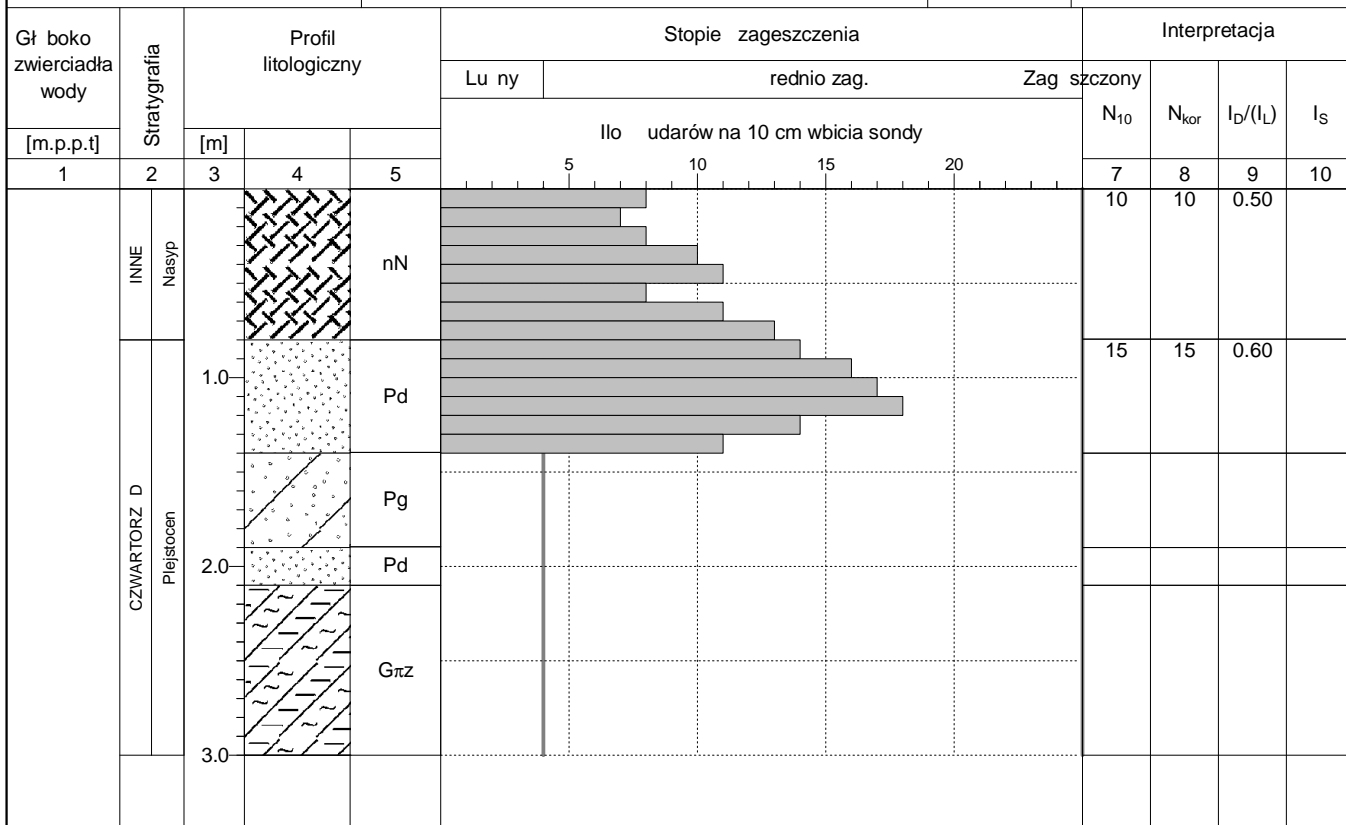 Gł boko
zwierciadła
wody
[m.p.p.t]
Stratygrafia
Profil
litologiczny
[m]
Stopie zageszczenia
Lu ny rednio zag. Zag szczony
Ilo udarów na 10 cm wbicia sondy
5 10 15 20
Interpretacja
N10 Nkor ID/(IL) IS
1 2 3 4 5 7 8 9 10
INNE
Nasyp
nN
10 10 0.50
15 15 0.60
1.0
Pd
CZWARTORZ D
Plejstocen
Pg
2.0
Pd
Gπz
3.0